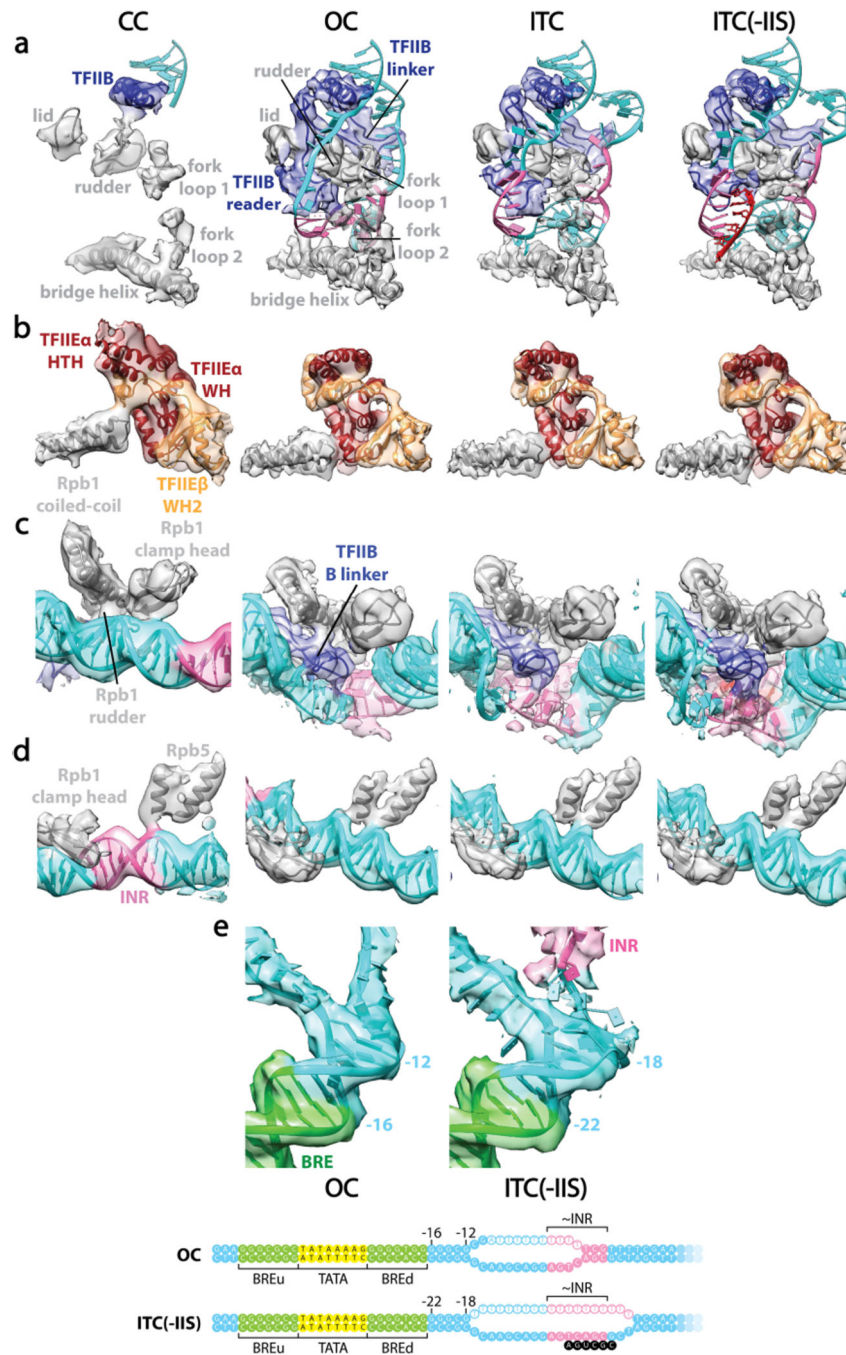 CC OC ITC ITC(-IIS)
a
TFIIB
lid
rudder
fork
loop 1
fork
loop 2
bridge helix
rudder
TFIIB
linker
lid
TFIIB
reader
fork
loop 1
fork
loop 2
bridge helix
b
TFIIEα
HTH
TFIIEα
WH
Rpb1
coiled-coil
TFIIEβ
WH2
c
Rpb1
clamp head
Rpb1
rudder
TFIIB
B linker
d
Rpb1
clamp head
Rpb5
INR
e
-12
-16
BRE
INR
-18
-22
OC ITC(-IIS)
-16 -12 ~INR
OC
TATAAAAG
ATATTTTC
BREu TATA BREd
-22 -18 ~INR
ITC(-IIS)
TATAAAAG
ATATTTTC
AGUCGC
BREu TATA BREd